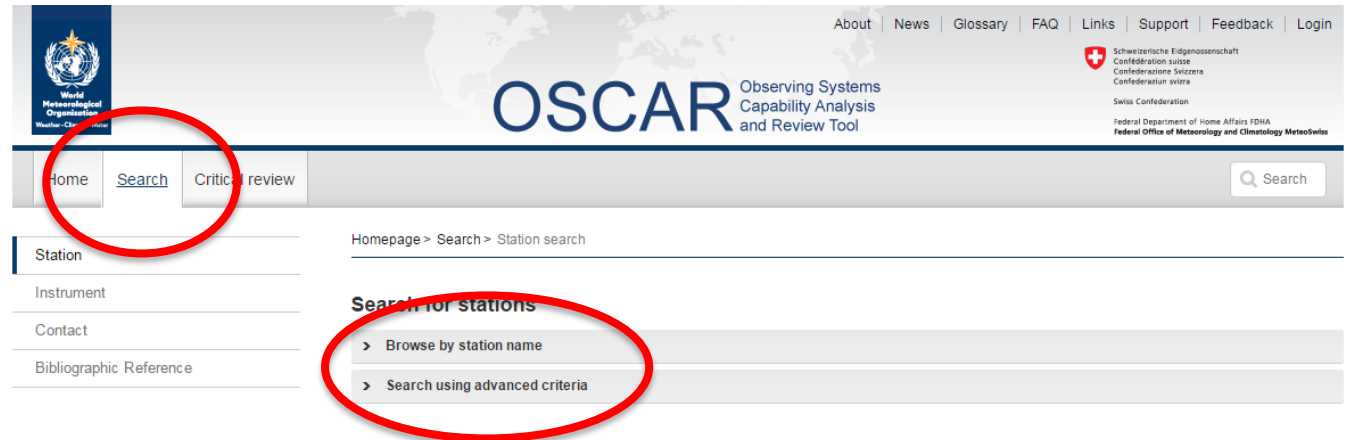 About | News | Glossary | FAQ | Links | Support | Feedback | Login
World
Meteorological
Organization
OSCAR
Observing Systems
Capability Analysis
and Review Tool
Schweizerische Eidgenossenschaft
Confédération suisse
Confederazione Svizzera
Confederaziun svizra
Swiss Confederation
Federal Department of Home Affairs FDHA
Federal Office of Meteorology and Climatology MeteoSwiss
Home Search Critical review
Search
Station
Instrument
Contact
Bibliographic Reference
Homepage > Search > Station search
Search for stations
Browse by station name
Search using advanced criteria